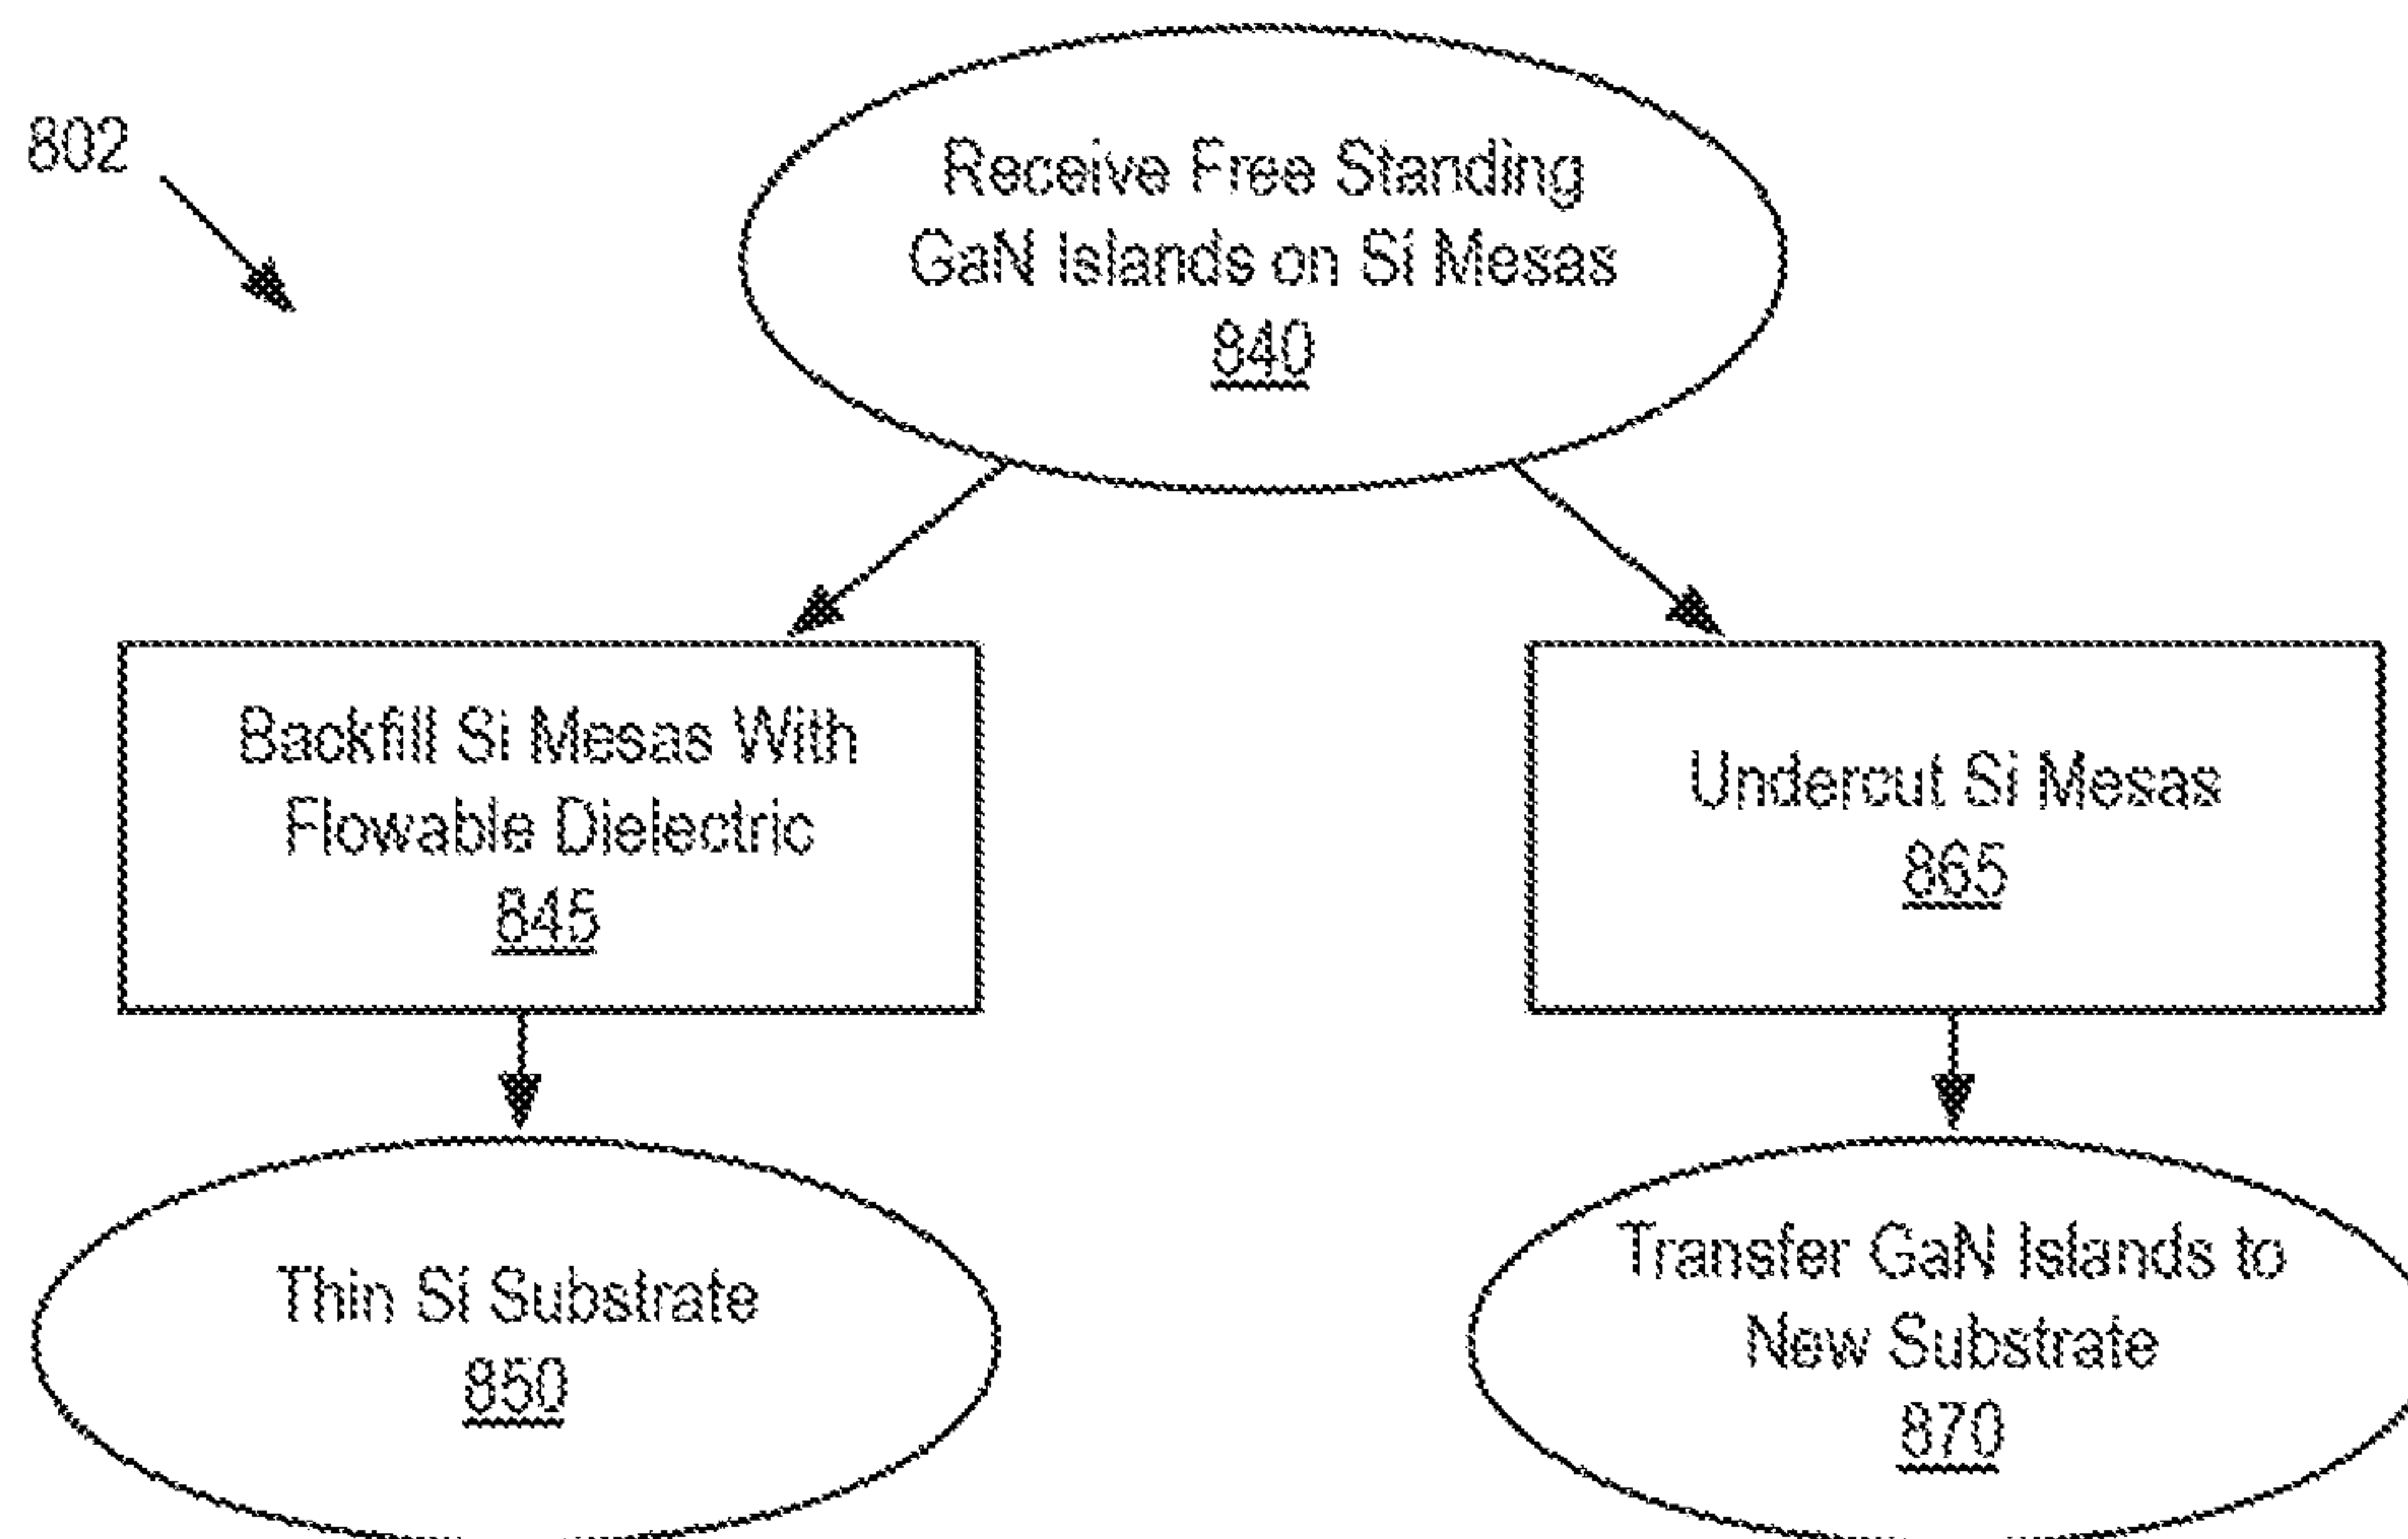 802
Receive Free Standing
GaN Islands on Si Mesas
840
Backfill Si Mesas With
Flowable Dielectric
845
Undercut Si Mesas
865
Thin Si Substrate
850
Transfer GaN Islands to
New Substrate
870